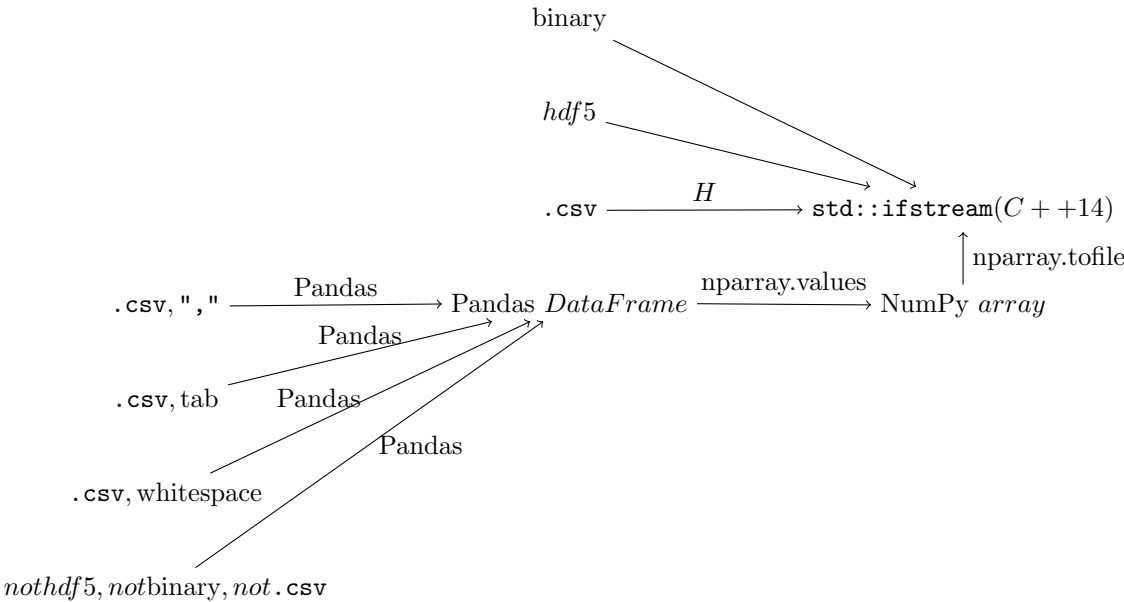 binary
hdf5
H
.csv std::ifstream(C + +14)
nparray.tofile
Pandas nparray.values
.csv, "," Pandas DataFrame NumPy array
Pandas
.csv, tab Pandas
Pandas
.csv, whitespace
nothdf5, notbinary, not.csv